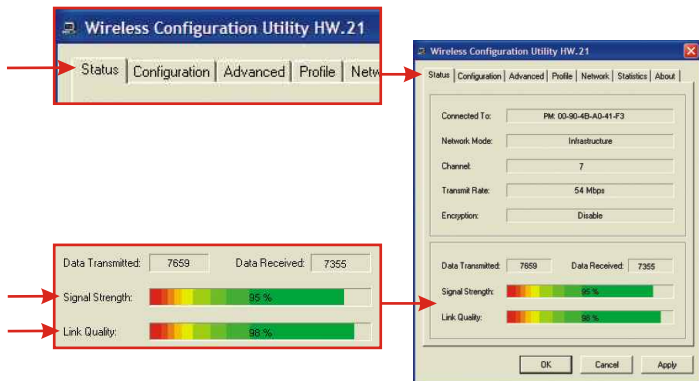 Wireless Configuration Utility HW.21
Status Configuration Advanced Profile Netw
Data Transmitted: 7659 Data Received: 7355
Signal Strength: 95 %
Link Quality: 98 %
Wireless Configuration Utility HW.21
Status Configuration Advanced Profile Network Statistics About
Connected To: PM: 00-90-4B-A0-41-F3
Network Mode: Infrastructure
Channel: 7
Transmit Rate: 54 Mbps
Encryption: Disable
Data Transmitted: 7659 Data Received: 7355
Signal Strength: 95 %
Link Quality: 98 %
OK Cancel Apply